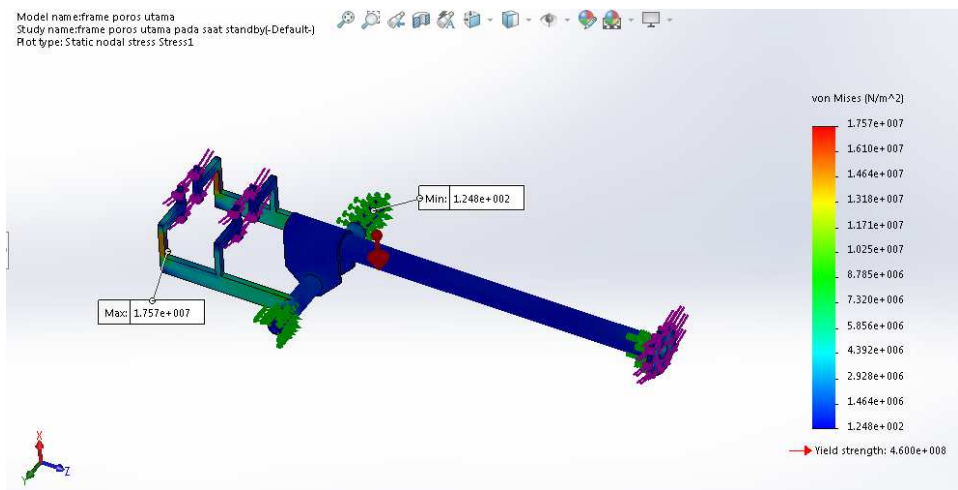 Model name:frame poros utama
Study name:frame poros utama pada saat standby(-Default-)
Plot type: Static nodal stress Stress1
von Mises (N/m^2)
1.757e+007
1.610e+007
1.464e+007
1.318e+007
1.171e+007
1.025e+007
8.785e+006
7.320e+006
5.856e+006
4.392e+006
2.928e+006
1.464e+006
1.248e+002
Yield strength: 4.600e+008
Min: 1.248e+002
Max: 1.757e+007
X
Y
Z